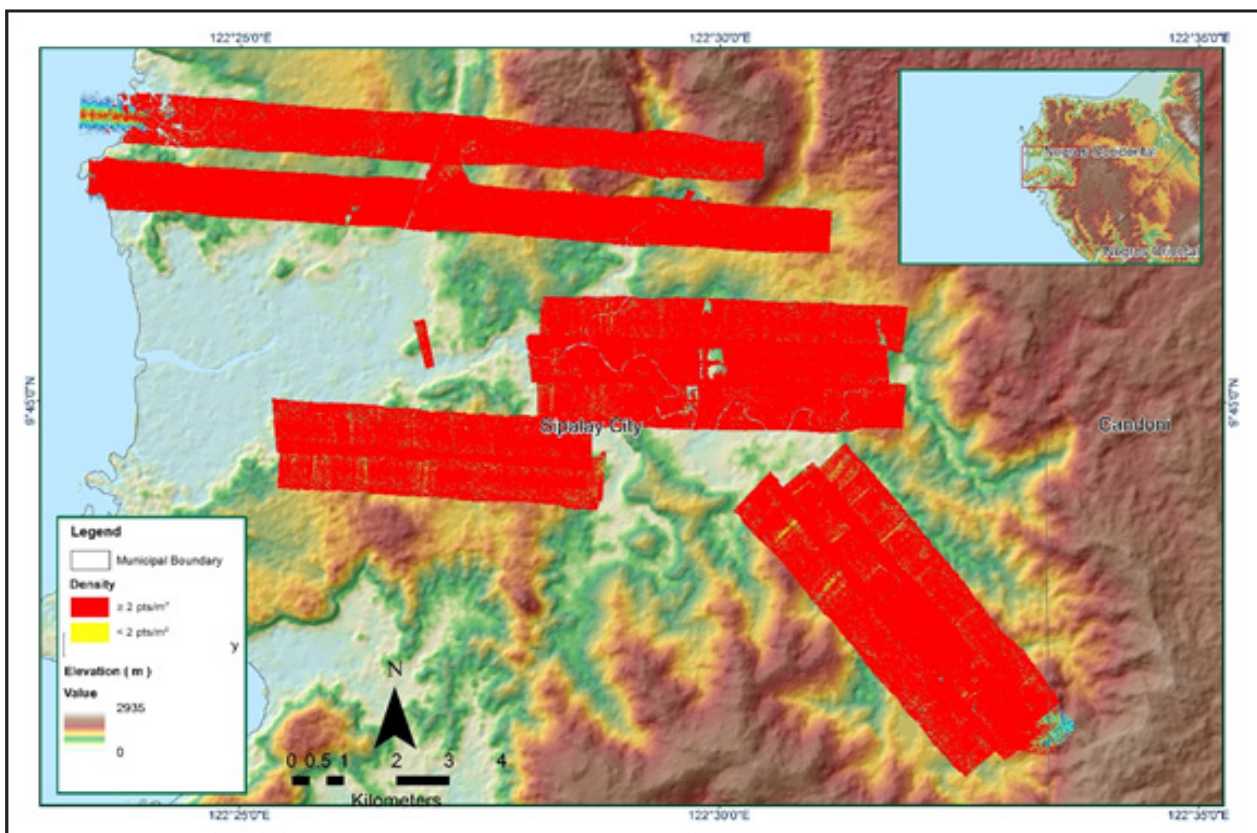 122°25'0"E
122°30'0"E
122°35'0"E
Negros Occidental
Negros Oriental
9°45'0"N
9°45'0"N
Sipalay City
Candoni
Legend
Municipal Boundary
Density
≥ 2 pts/m²
< 2 pts/m²
y
Elevation ( m )
Value
2935
0
N
0 0.5 1 2 3 4
Kilometers
122°25'0"E
122°30'0"E
122°35'0"E